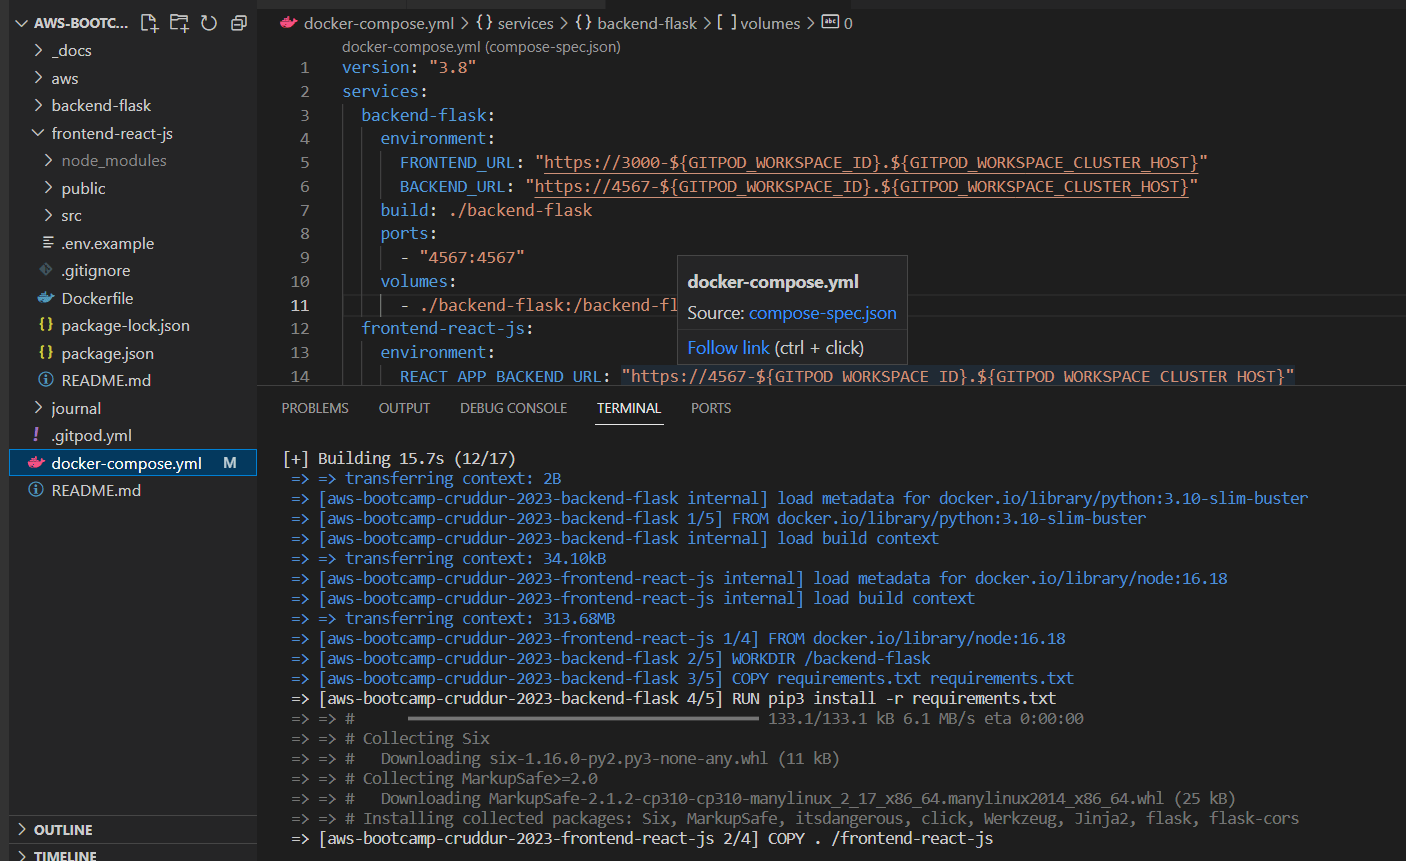 AWS-BOOTC...
_docs
aws
backend-flask
frontend-react-js
node_modules
public
src
.env.example
.gitignore
Dockerfile
package-lock.json
package.json
README.md
journal
.gitpod.yml
docker-compose.yml M
README.md
OUTLINE
TIMELINE
docker-compose.yml > {} services > {} backend-flask > [ ] volumes > abc 0
docker-compose.yml (compose-spec.json)
1 version: "3.8"
2 services:
3 backend-flask:
4 environment:
5 FRONTEND_URL: "https://3000-${GITPOD_WORKSPACE_ID}.${GITPOD_WORKSPACE_CLUSTER_HOST}"
6 BACKEND_URL: "https://4567-${GITPOD_WORKSPACE_ID}.${GITPOD_WORKSPACE_CLUSTER_HOST}"
7 build: ./backend-flask
8 ports:
9 - "4567:4567"
10 volumes:
11 - ./backend-flask:/backend-fl
12 frontend-react-js:
13 environment:
14 REACT_APP_BACKEND_URL: "https://4567-${GITPOD_WORKSPACE_ID}.${GITPOD_WORKSPACE_CLUSTER_HOST}"
docker-compose.yml
Source: compose-spec.json
Follow link (ctrl + click)
PROBLEMS OUTPUT DEBUG CONSOLE TERMINAL PORTS
[+] Building 15.7s (12/17)
=> => transferring context: 2B
=> [aws-bootcamp-cruddur-2023-backend-flask internal] load metadata for docker.io/library/python:3.10-slim-buster
=> [aws-bootcamp-cruddur-2023-backend-flask 1/5] FROM docker.io/library/python:3.10-slim-buster
=> [aws-bootcamp-cruddur-2023-backend-flask internal] load build context
=> => transferring context: 34.10kB
=> [aws-bootcamp-cruddur-2023-frontend-react-js internal] load metadata for docker.io/library/node:16.18
=> [aws-bootcamp-cruddur-2023-frontend-react-js internal] load build context
=> => transferring context: 313.68MB
=> [aws-bootcamp-cruddur-2023-frontend-react-js 1/4] FROM docker.io/library/node:16.18
=> [aws-bootcamp-cruddur-2023-backend-flask 2/5] WORKDIR /backend-flask
=> [aws-bootcamp-cruddur-2023-backend-flask 3/5] COPY requirements.txt requirements.txt
=> [aws-bootcamp-cruddur-2023-backend-flask 4/5] RUN pip3 install -r requirements.txt
=> => # 133.1/133.1 kB 6.1 MB/s eta 0:00:00
=> => # Collecting Six
=> => # Downloading six-1.16.0-py2.py3-none-any.whl (11 kB)
=> => # Collecting MarkupSafe>=2.0
=> => # Downloading MarkupSafe-2.1.2-cp310-cp310-manylinux_2_17_x86_64.manylinux2014_x86_64.whl (25 kB)
=> => # Installing collected packages: Six, MarkupSafe, itsdangerous, click, Werkzeug, Jinja2, flask, flask-cors
=> [aws-bootcamp-cruddur-2023-frontend-react-js 2/4] COPY . /frontend-react-js